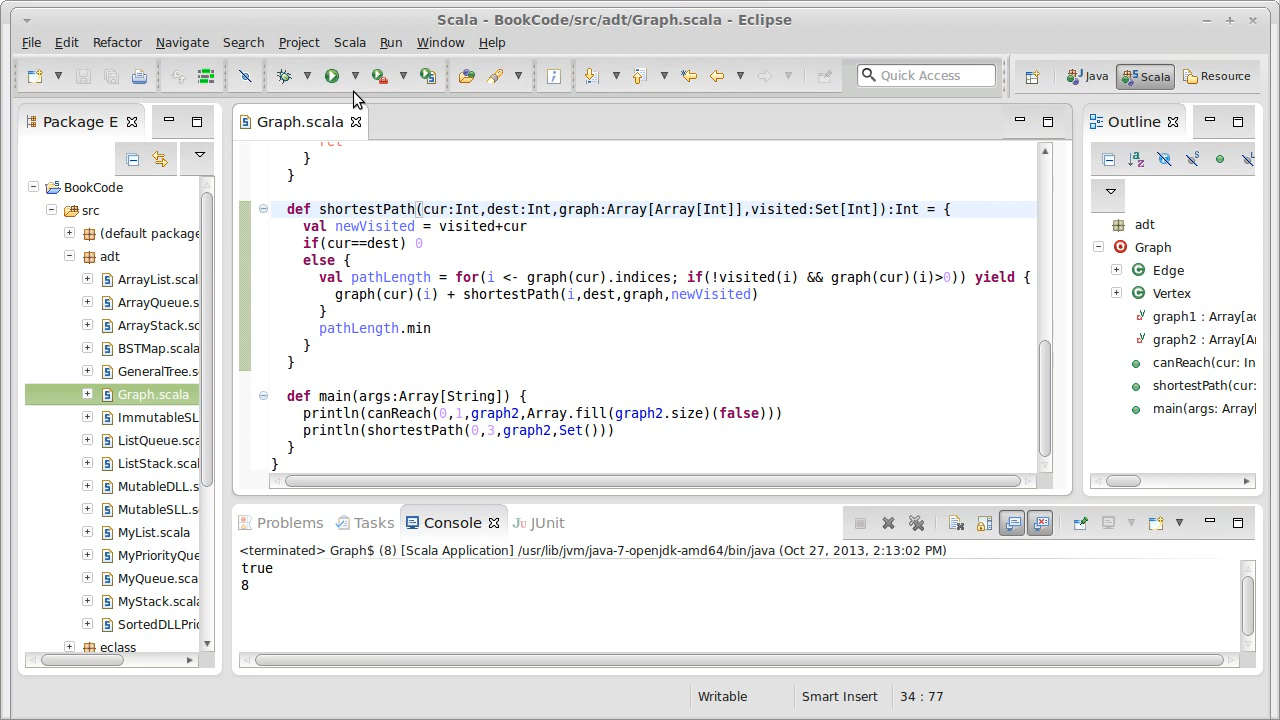 Scala - BookCode/src/adt/Graph.scala - Eclipse
File Edit Refactor Navigate Search Project Scala Run Window Help
Quick Access
Java
Scala
Resource
Package E
Graph.scala
Outline
BookCode
src
(default package
adt
ArrayList.scal
ArrayQueue.s
ArrayStack.sc
BSTMap.scala
GeneralTree.s
Graph.scala
ImmutableSL
ListQueue.sca
ListStack.scal
MutableDLL.s
MutableSLL.s
MyList.scala
MyPriorityQue
MyQueue.sca
MyStack.scala
SortedDLLPrio
eclass
ret
}
}
def shortestPath(cur:Int,dest:Int,graph:Array[Array[Int]],visited:Set[Int]):Int = {
val newVisited = visited+cur
if(cur==dest) 0
else {
val pathLength = for(i <- graph(cur).indices; if(!visited(i) && graph(cur)(i)>0)) yield {
graph(cur)(i) + shortestPath(i,dest,graph,newVisited)
}
pathLength.min
}
}
def main(args:Array[String]) {
println(canReach(0,1,graph2,Array.fill(graph2.size)(false)))
println(shortestPath(0,3,graph2,Set()))
}
}
adt
Graph
Edge
Vertex
graph1 : Array[ad
graph2 : Array[Ar
canReach(cur: In
shortestPath(cur:
main(args: Array[
Problems
Tasks
Console
JUnit
<terminated> Graph$ (8) [Scala Application] /usr/lib/jvm/java-7-openjdk-amd64/bin/java (Oct 27, 2013, 2:13:02 PM)
true
8
Writable
Smart Insert
34 : 77